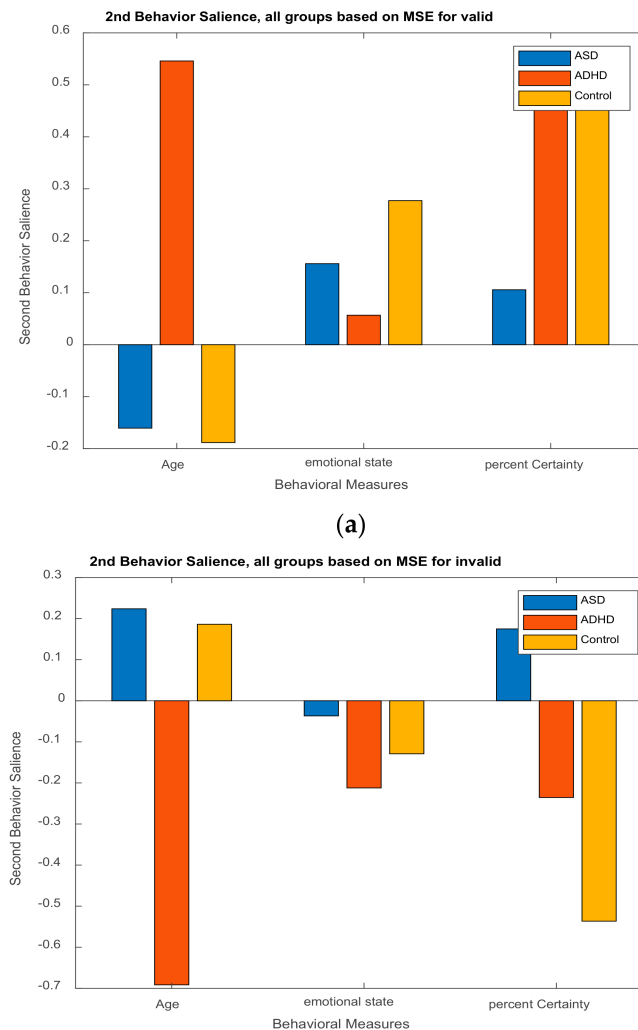 2nd Behavior Salience, all groups based on MSE for valid
0.6
0.5
0.4
0.3
0.2
0.1
0
-0.1
-0.2
Second Behavior Salience
ASD
ADHD
Control
Age
emotional state
percent Certainty
Behavioral Measures
(a)
2nd Behavior Salience, all groups based on MSE for invalid
0.3
0.2
0.1
0
-0.1
-0.2
-0.3
-0.4
-0.5
-0.6
-0.7
Second Behavior Salience
ASD
ADHD
Control
Age
emotional state
percent Certainty
Behavioral Measures